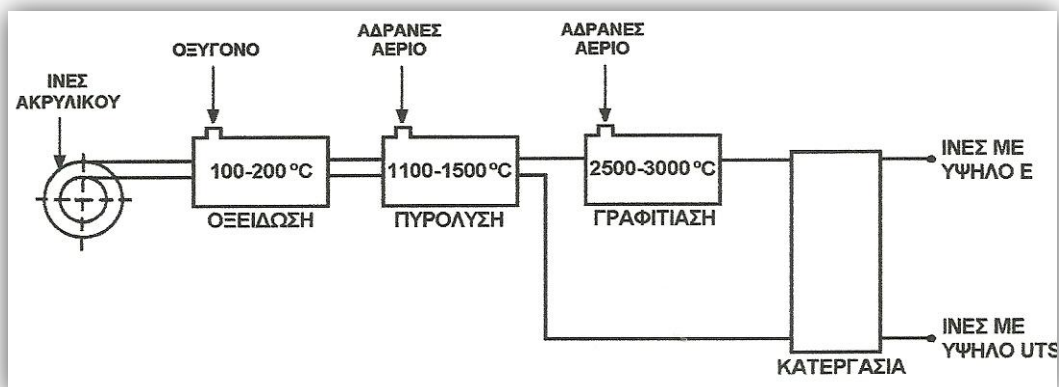 ΙΝΕΣ
ΑΚΡΥΛΙΚΟΥ
ΟΞΥΓΟΝΟ
ΑΔΡΑΝΕΣ
ΑΕΡΙΟ
ΑΔΡΑΝΕΣ
ΑΕΡΙΟ
100-200 ºC
ΟΞΕΙΔΩΣΗ
1100-1500 ºC
ΠΥΡΟΛΥΣΗ
2500-3000 ºC
ΓΡΑΦΙΤΙΑΣΗ
ΙΝΕΣ ΜΕ
ΥΨΗΛΟ Ε
ΙΝΕΣ ΜΕ
ΥΨΗΛΟ UTS
ΚΑΤΕΡΓΑΣΙΑ